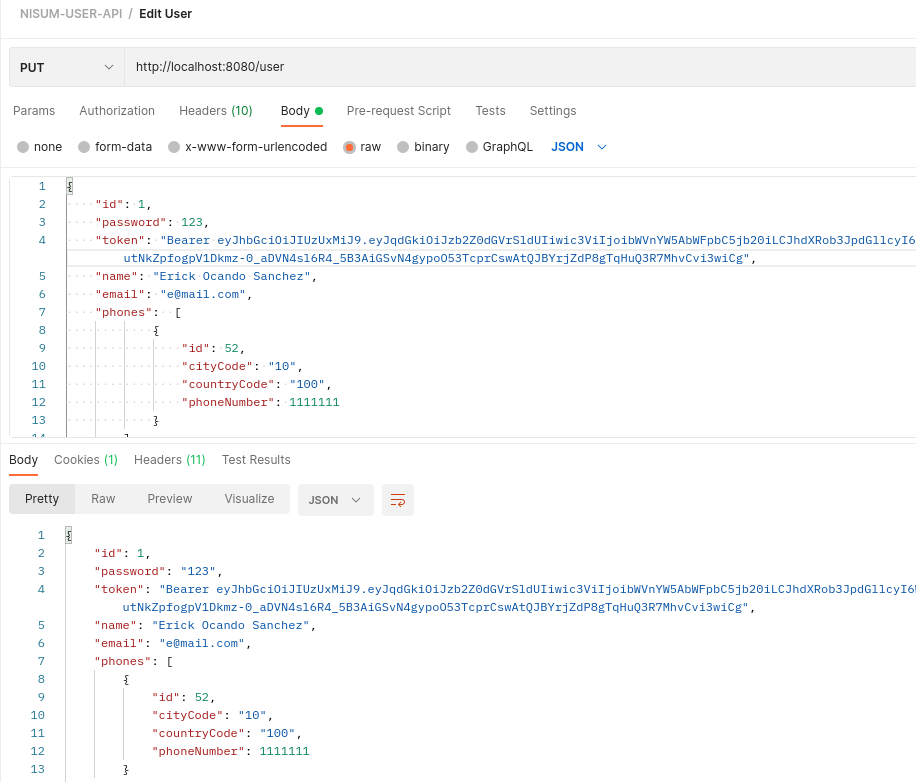 NISUM-USER-API / Edit User
PUT http://localhost:8080/user
Params Authorization Headers (10) Body Pre-request Script Tests Settings
none form-data x-www-form-urlencoded raw binary GraphQL JSON
1 {
2 "id": 1,
3 "password": 123,
4 "token": "Bearer eyJhbGciOiJIUzUxMiJ9.eyJqdGkiOiJzb2Z0dGVrSldUIiwic3ViIjoibWVnYW5AbWFpbC5jb20iLCJhdXRob3JpdGllcyI6
utNkZpfogpV1Dkmz-0_aDVN4sl6R4_5B3AiGSvN4gypoO53TcprCswAtQJBYrjZdP8gTqHuQ3R7MhvCvi3wiCg",
5 "name": "Erick Ocando Sanchez",
6 "email": "e@mail.com",
7 "phones": [
8 {
9 "id": 52,
10 "cityCode": "10",
11 "countryCode": "100",
12 "phoneNumber": 1111111
13 }
14 ]
Body Cookies (1) Headers (11) Test Results
Pretty Raw Preview Visualize JSON
1 {
2 "id": 1,
3 "password": "123",
4 "token": "Bearer eyJhbGciOiJIUzUxMiJ9.eyJqdGkiOiJzb2Z0dGVrSldUIiwic3ViIjoibWVnYW5AbWFpbC5jb20iLCJhdXRob3JpdGllcyI6
utNkZpfogpV1Dkmz-0_aDVN4sl6R4_5B3AiGSvN4gypoO53TcprCswAtQJBYrjZdP8gTqHuQ3R7MhvCvi3wiCg",
5 "name": "Erick Ocando Sanchez",
6 "email": "e@mail.com",
7 "phones": [
8 {
9 "id": 52,
10 "cityCode": "10",
11 "countryCode": "100",
12 "phoneNumber": 1111111
13 }